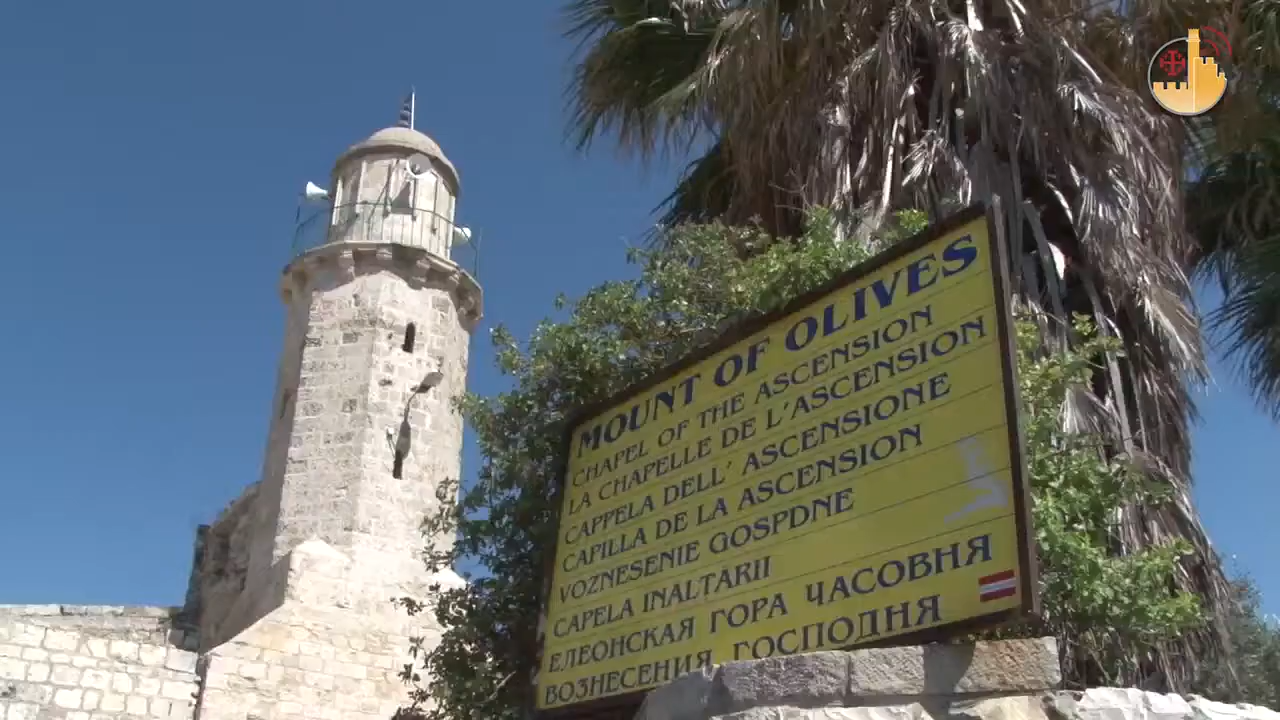 MOUNT OF OLIVES
CHAPEL OF THE ASCENSION
LA CHAPELLE DE L'ASCENSION
CAPPELA DELL' ASCENSIONE
CAPILLA DE LA ASCENSION
VOZNESENIE GOSPDNE
CAPELA INALTARII
ЕЛЕОНСКАЯ ГОРА ЧАСОВНЯ
ВОЗНЕСЕНИЯ ГОСПОДНЯ